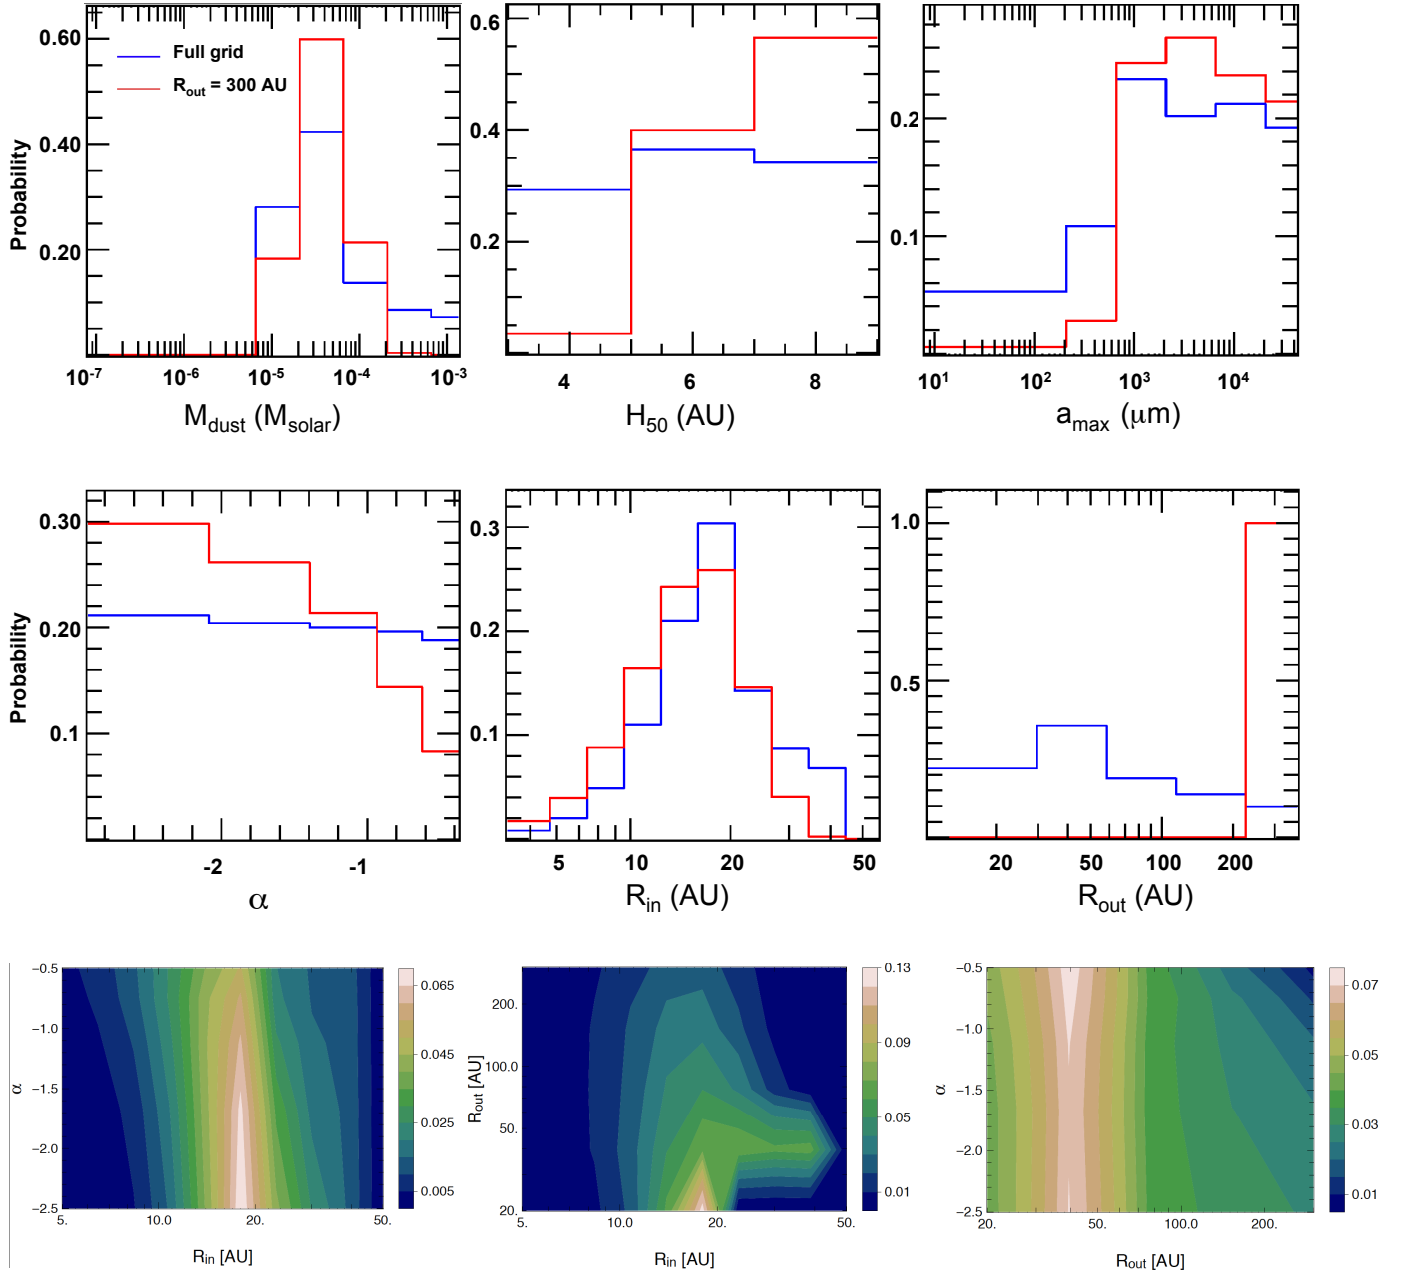 0.60
0.40
0.20
Probability
Full grid
R_out = 300 AU
10^-7 10^-6 10^-5 10^-4 10^-3
M_dust (M_solar)
0.6
0.4
0.2
4 6 8
H_50 (AU)
0.2
0.1
10^1 10^2 10^3 10^4
a_max (μm)
0.30
0.20
0.1
Probability
-2 -1
α
0.3
0.2
0.1
5 10 20 50
R_in (AU)
1.0
0.5
20 50 100 200
R_out (AU)
−0.5
−1.0
−1.5
−2.0
−2.5
α
5. 10.0 20. 50.
R_in [AU]
0.065
0.045
0.025
0.005
200.
100.0
50.
20.
R_out [AU]
5. 10.0 20. 50.
R_in [AU]
0.13
0.09
0.05
0.01
−0.5
−1.0
−1.5
−2.0
−2.5
α
20. 50. 100.0 200.
R_out [AU]
0.07
0.05
0.03
0.01